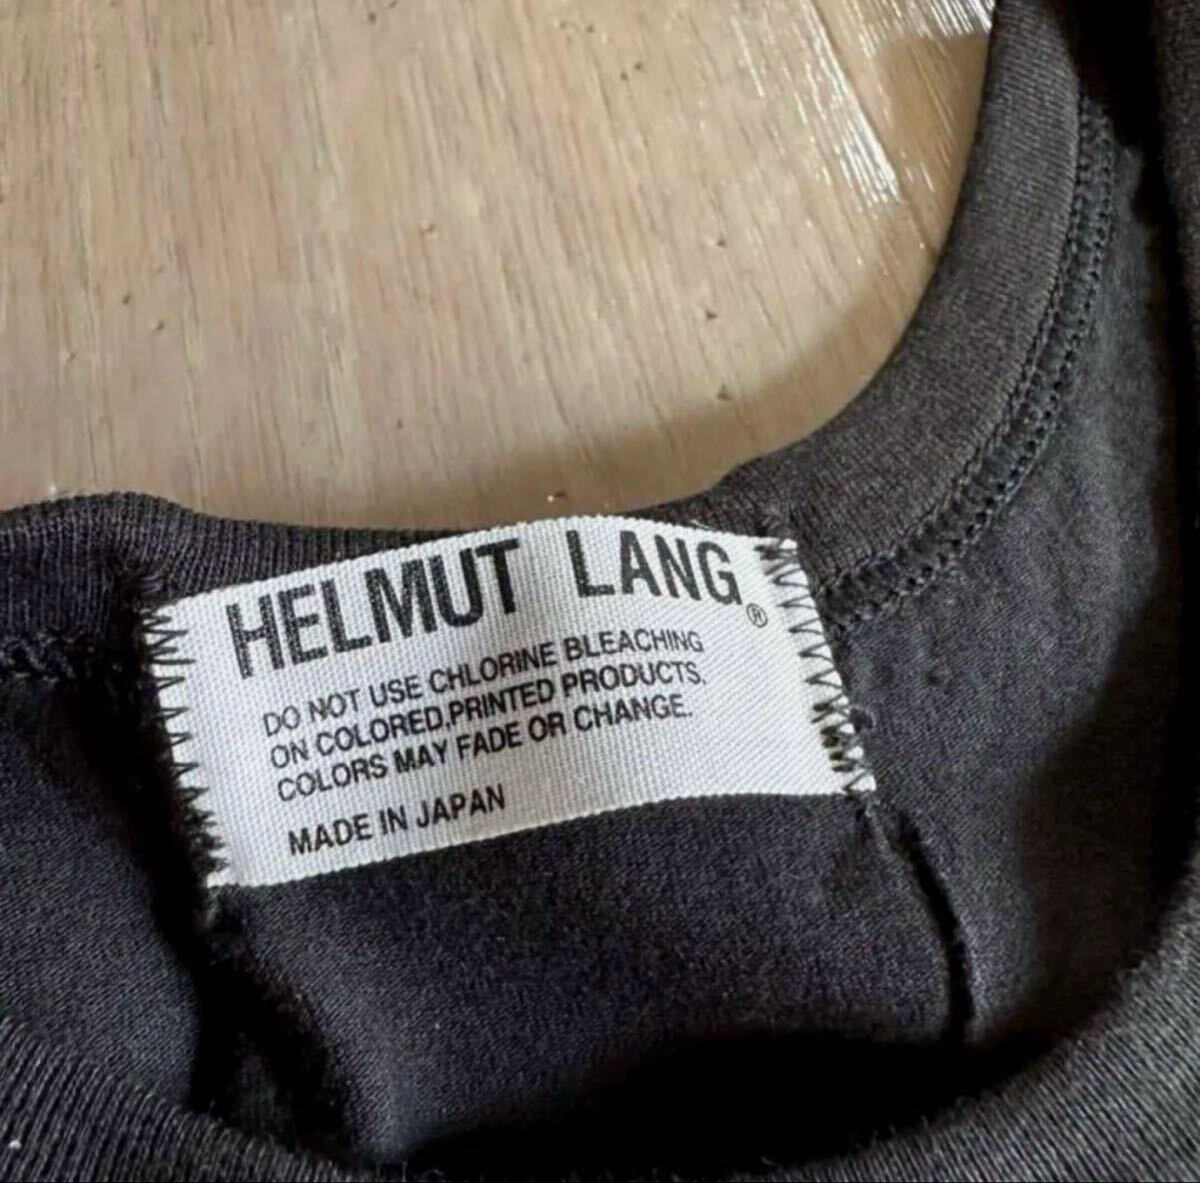 HELMUT LANG®
DO NOT USE CHLORINE BLEACHING
ON COLORED.PRINTED PRODUCTS.
COLORS MAY FADE OR CHANGE.
MADE IN JAPAN